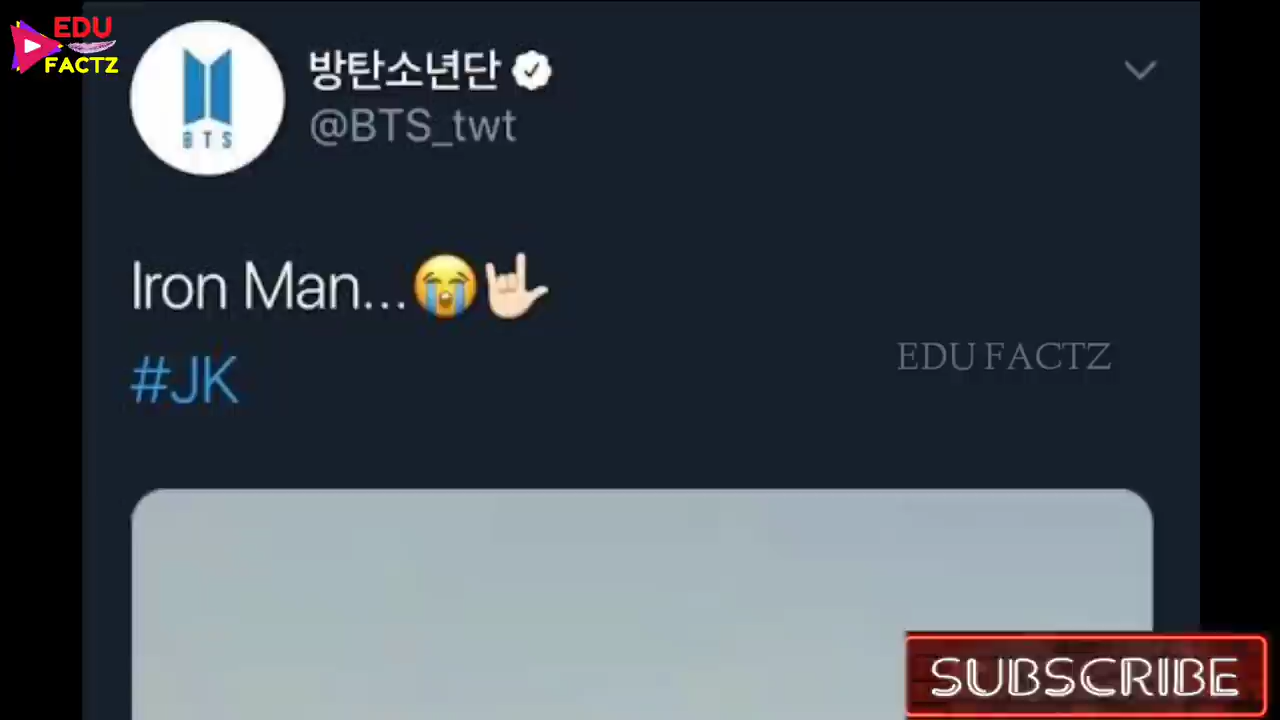 EDU
FACTZ
방탄소년단
@BTS_twt
BTS
Iron Man...😭🤟🏻
#JK
EDU FACTZ
SUBSCRIBE